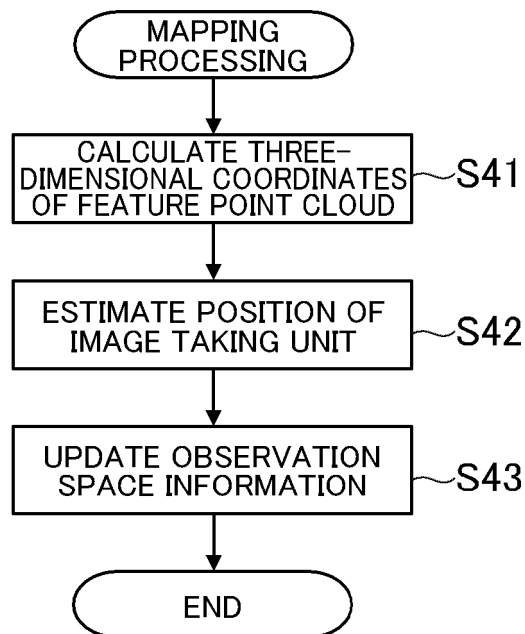 MAPPING
PROCESSING
CALCULATE THREE-
DIMENSIONAL COORDINATES
OF FEATURE POINT CLOUD
S41
ESTIMATE POSITION OF
IMAGE TAKING UNIT
S42
UPDATE OBSERVATION
SPACE INFORMATION
S43
END